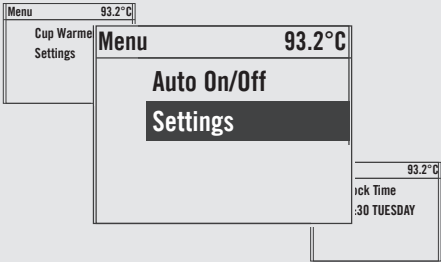 Menu 93.2°C
Cup Warme
Settings
Menu 93.2°C
Auto On/Off
Settings
93.2°C
ock Time
:30 TUESDAY